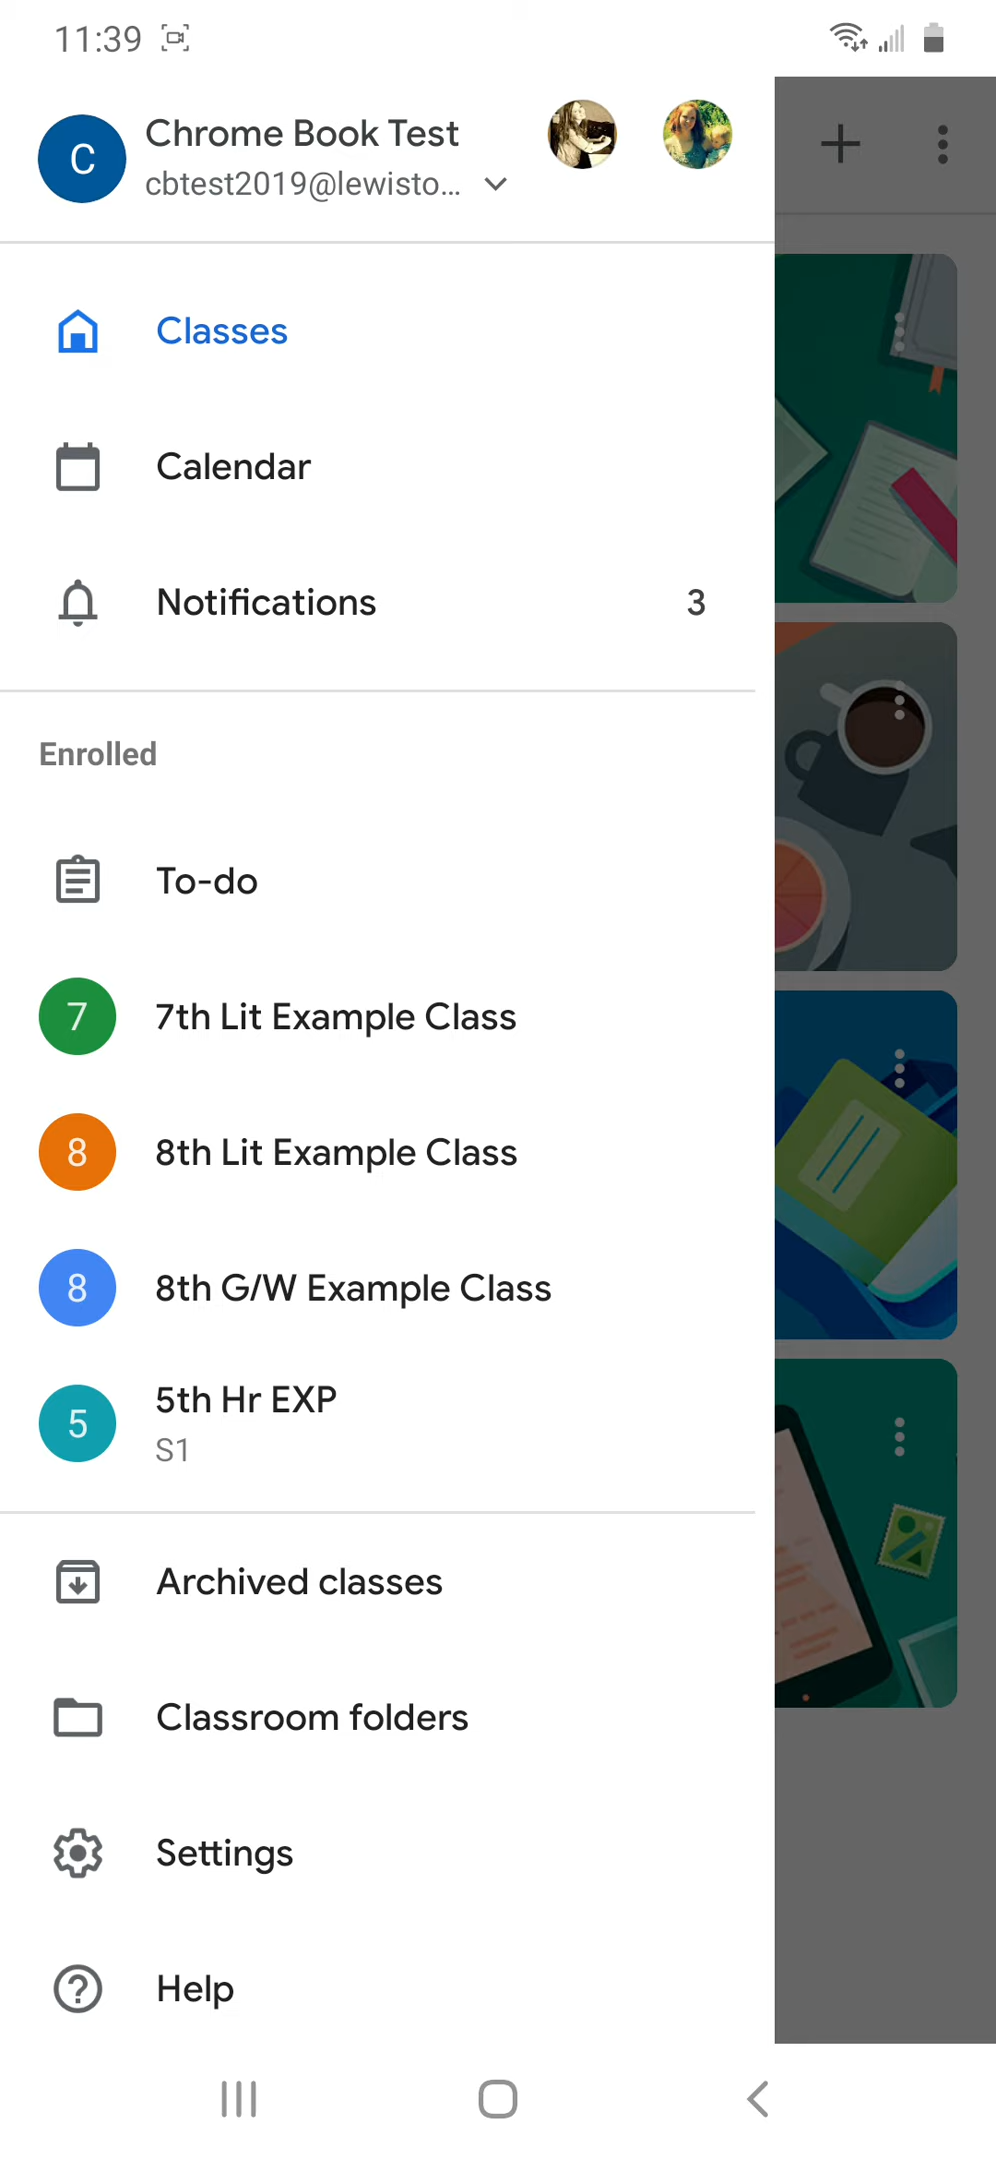 11:39
C
Chrome Book Test
cbtest2019@lewisto...
Classes
Calendar
Notifications 3
Enrolled
To-do
7 7th Lit Example Class
8 8th Lit Example Class
8 8th G/W Example Class
5 5th Hr EXP
S1
Archived classes
Classroom folders
Settings
Help